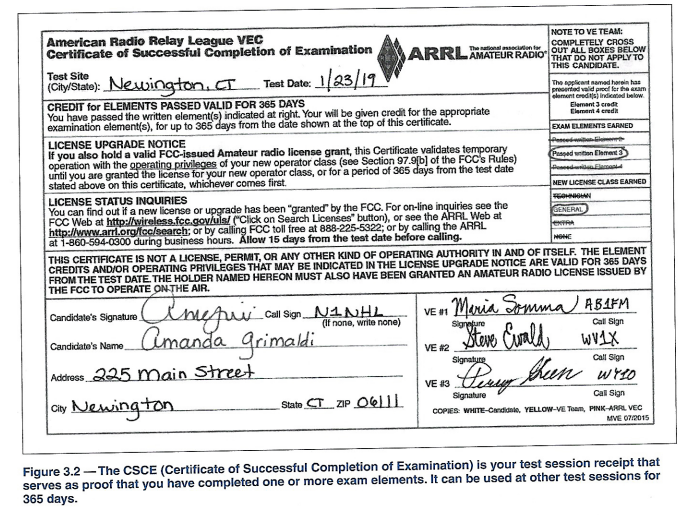 American Radio Relay League VEC
Certificate of Successful Completion of Examination
ARRL The national association for AMATEUR RADIO®
Test Site
(City/State): Newington, CT Test Date: 1/23/19
CREDIT for ELEMENTS PASSED VALID FOR 365 DAYS
You have passed the written element(s) indicated at right. Your will be given credit for the appropriate
examination element(s), for up to 365 days from the date shown at the top of this certificate.
LICENSE UPGRADE NOTICE
If you also hold a valid FCC-issued Amateur radio license grant, this Certificate validates temporary
operation with the operating privileges of your new operator class (see Section 97.9[b] of the FCC's Rules)
until you are granted the license for your new operator class, or for a period of 365 days from the test date
stated above on this certificate, whichever comes first.
LICENSE STATUS INQUIRIES
You can find out if a new license or upgrade has been "granted" by the FCC. For on-line inquiries see the
FCC Web at http://wireless.fcc.gov/uls/ ("Click on Search Licenses" button), or see the ARRL Web at
http://www.arrl.org/fcc/search; or by calling FCC toll free at 888-225-5322; or by calling the ARRL
at 1-860-594-0300 during business hours. Allow 15 days from the test date before calling.
NOTE TO VE TEAM:
COMPLETELY CROSS
OUT ALL BOXES BELOW
THAT DO NOT APPLY TO
THIS CANDIDATE.
The applicant named herein has
presented valid proof for the exam
element credit(s) indicated below.
Element 3 credit
Element 4 credit
EXAM ELEMENTS EARNED
Passed written Element 2
Passed written Element 3
Passed written Element 4
NEW LICENSE CLASS EARNED
TECHNICIAN
GENERAL
EXTRA
NONE
THIS CERTIFICATE IS NOT A LICENSE, PERMIT, OR ANY OTHER KIND OF OPERATING AUTHORITY IN AND OF ITSELF. THE ELEMENT
CREDITS AND/OR OPERATING PRIVILEGES THAT MAY BE INDICATED IN THE LICENSE UPGRADE NOTICE ARE VALID FOR 365 DAYS
FROM THE TEST DATE. THE HOLDER NAMED HEREON MUST ALSO HAVE BEEN GRANTED AN AMATEUR RADIO LICENSE ISSUED BY
THE FCC TO OPERATE ON THE AIR.
Candidate's Signature Call Sign N1NHL
(If none, write none)
Candidate's Name Amanda Grimaldi
Address 225 Main Street
City Newington State CT ZIP 06111
VE #1 Maria Somma AB1FM
Signature Call Sign
VE #2 Steve Ewald WV1X
Signature Call Sign
VE #3 Perry Green WY1O
Signature Call Sign
COPIES: WHITE-Candidate, YELLOW-VE Team, PINK-ARRL VEC
MVE 07/2015
Figure 3.2 — The CSCE (Certificate of Successful Completion of Examination) is your test session receipt that
serves as proof that you have completed one or more exam elements. It can be used at other test sessions for
365 days.